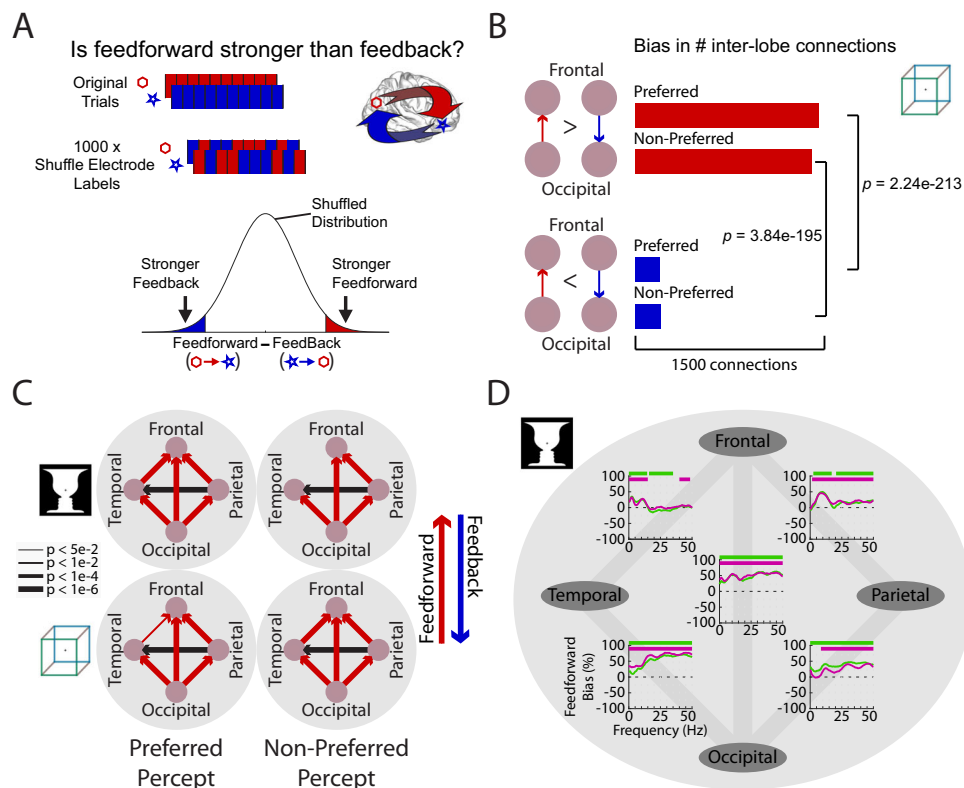 A
Is feedforward stronger than feedback?
Original
Trials
1000 x
Shuffle Electrode
Labels
Shuffled
Distribution
Stronger
Feedback
Stronger
Feedforward
Feedforward – FeedBack
( → ) ( → )
B
Bias in # inter-lobe connections
Frontal
>
Occipital
Preferred
Non-Preferred
p = 2.24e-213
p = 3.84e-195
Frontal
<
Occipital
Preferred
Non-Preferred
1500 connections
C
Frontal
Temporal
Parietal
Occipital
Frontal
Temporal
Parietal
Occipital
p < 5e-2
p < 1e-2
p < 1e-4
p < 1e-6
Frontal
Temporal
Parietal
Occipital
Frontal
Temporal
Parietal
Occipital
Feedforward
Feedback
Preferred
Percept
Non-Preferred
Percept
D
Frontal
100
50
0
-50
-100
0 50
100
50
0
-50
-100
0 50
100
50
0
-50
-100
0 50
Temporal
Parietal
Feedforward
Bias (%)
100
50
0
-50
-100
0 50
Frequency (Hz)
100
50
0
-50
-100
0 50
Occipital